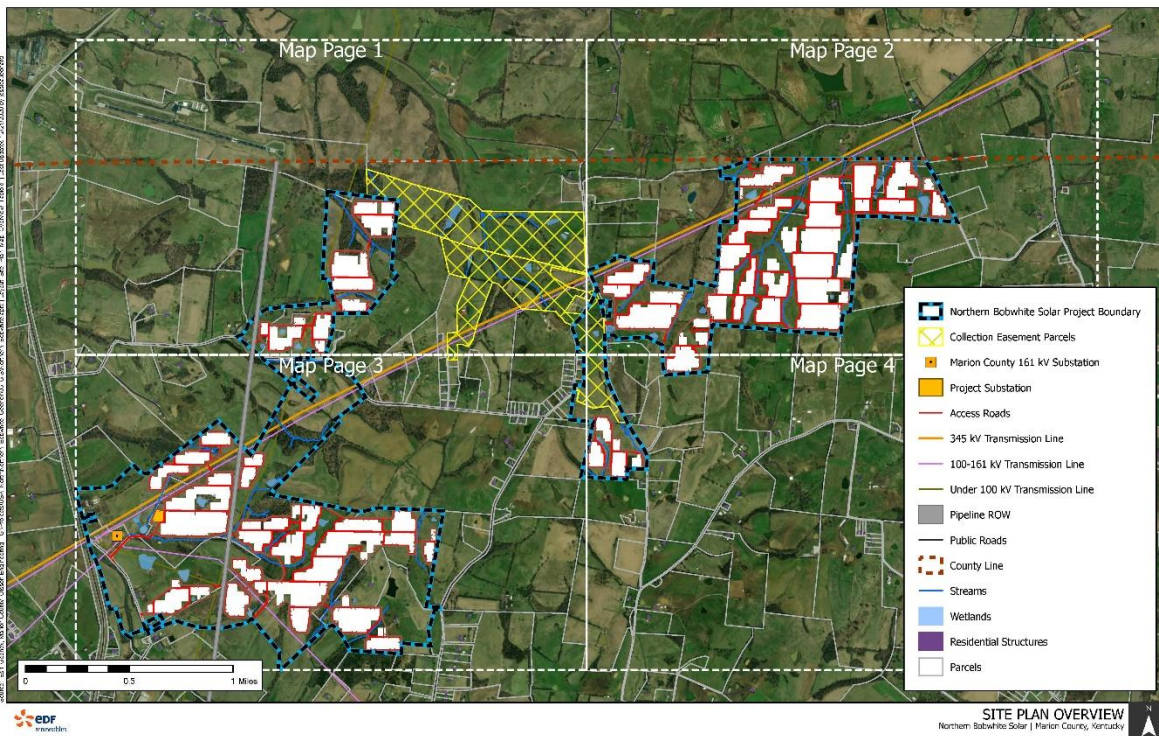 Map Page 1
Map Page 2
Map Page 3
Map Page 4
Northern Bobwhite Solar Project Boundary
Collection Easement Parcels
Marion County 161 kV Substation
Project Substation
Access Roads
345 kV Transmission Line
100-161 kV Transmission Line
Under 100 kV Transmission Line
Pipeline ROW
Public Roads
County Line
Streams
Wetlands
Residential Structures
Parcels
0 0.5 1 Miles
edf
renewables
SITE PLAN OVERVIEW
Northern Bobwhite Solar | Marion County, Kentucky
N